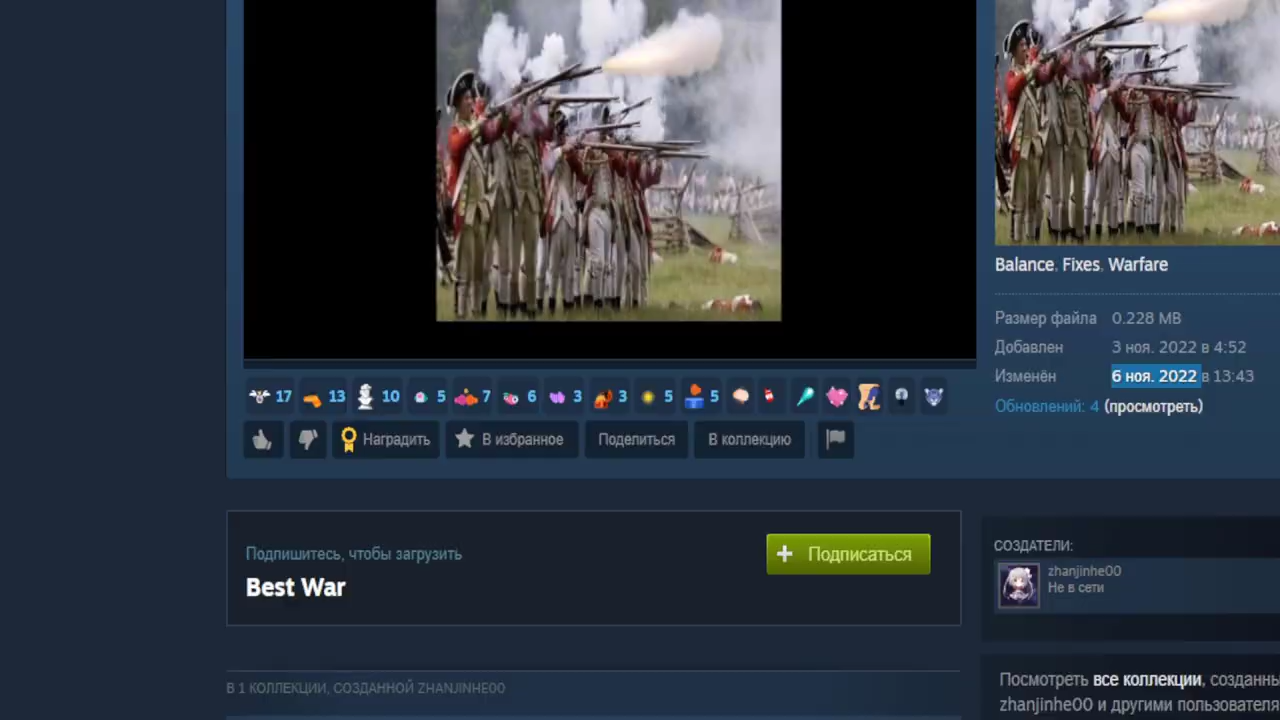 Balance, Fixes, Warfare
Размер файла 0.228 MB
Добавлен 3 ноя. 2022 в 4:52
Изменён 6 ноя. 2022 в 13:43
Обновлений: 4 (просмотреть)
17 13 10 5 7 6 3 3 5 5
Наградить В избранное Поделиться В коллекцию
Подпишитесь, чтобы загрузить
Best War
+ Подписаться
СОЗДАТЕЛИ:
zhanjinhe00
Не в сети
В 1 КОЛЛЕКЦИИ, СОЗДАННОЙ ZHANJINHE00
Посмотреть все коллекции, созданны
zhanjinhe00 и другими пользователя